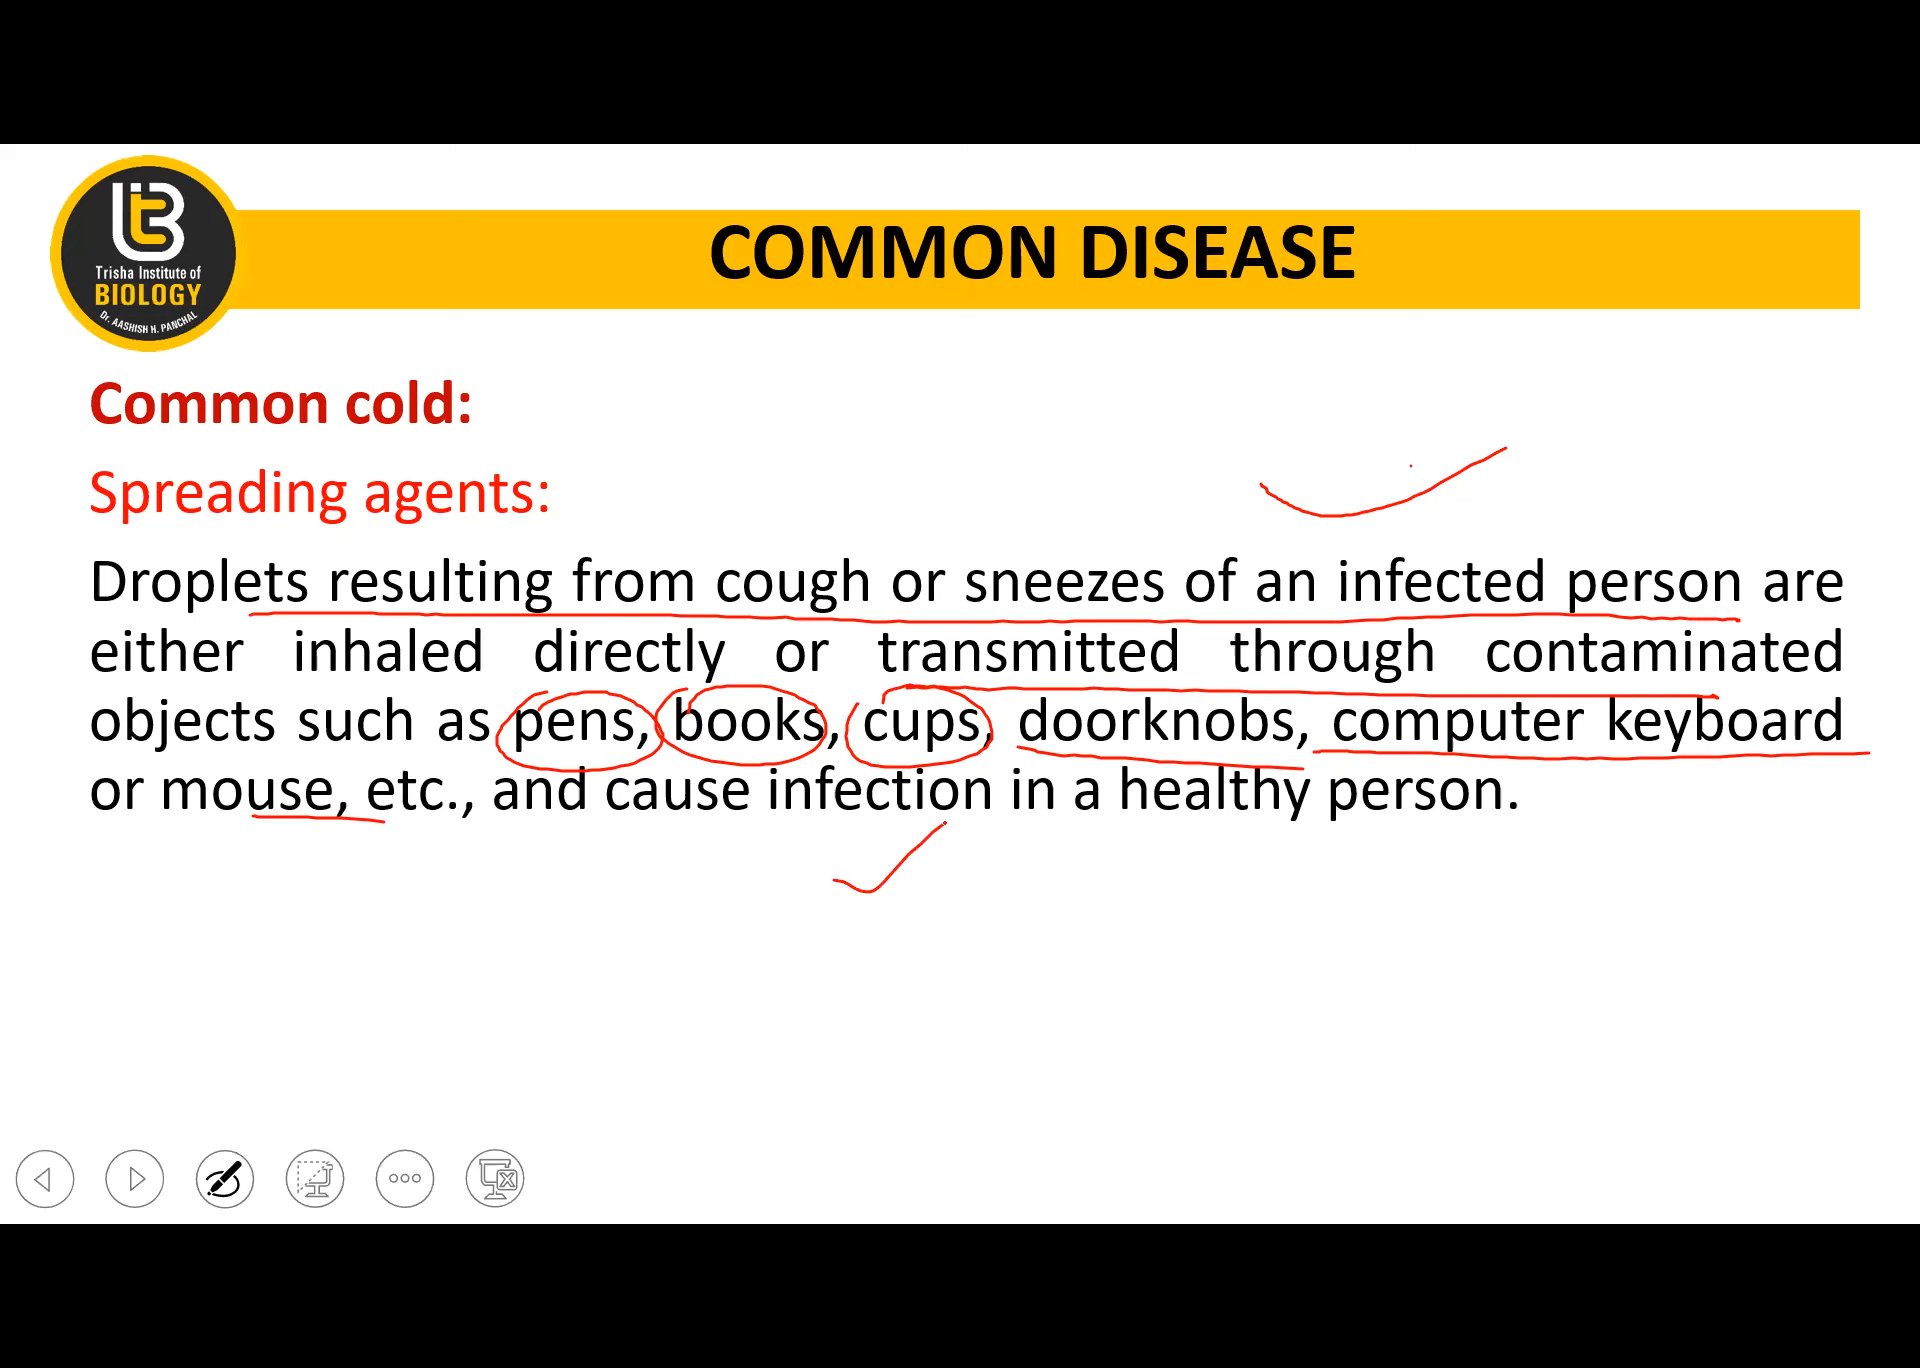 Trisha Institute of
BIOLOGY
Dr. AASHISH H. PANCHAL
COMMON DISEASE
Common cold:
Spreading agents:
Droplets resulting from cough or sneezes of an infected person are
either inhaled directly or transmitted through contaminated
objects such as pens, books, cups, doorknobs, computer keyboard
or mouse, etc., and cause infection in a healthy person.